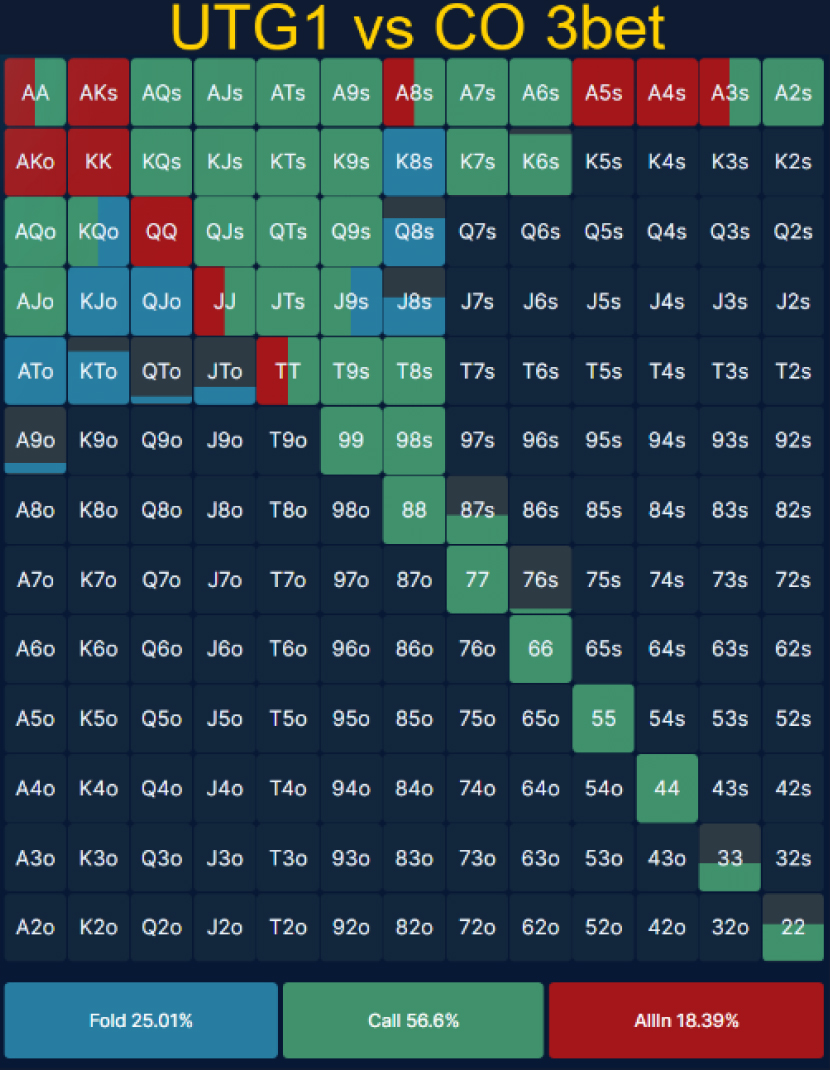 UTG1 vs CO 3bet
AA AKs AQs AJs ATs A9s A8s A7s A6s A5s A4s A3s A2s
AKo KK KQs KJs KTs K9s K8s K7s K6s K5s K4s K3s K2s
AQo KQo QQ QJs QTs Q9s Q8s Q7s Q6s Q5s Q4s Q3s Q2s
AJo KJo QJo JJ JTs J9s J8s J7s J6s J5s J4s J3s J2s
ATo KTo QTo JTo TT T9s T8s T7s T6s T5s T4s T3s T2s
A9o K9o Q9o J9o T9o 99 98s 97s 96s 95s 94s 93s 92s
A8o K8o Q8o J8o T8o 98o 88 87s 86s 85s 84s 83s 82s
A7o K7o Q7o J7o T7o 97o 87o 77 76s 75s 74s 73s 72s
A6o K6o Q6o J6o T6o 96o 86o 76o 66 65s 64s 63s 62s
A5o K5o Q5o J5o T5o 95o 85o 75o 65o 55 54s 53s 52s
A4o K4o Q4o J4o T4o 94o 84o 74o 64o 54o 44 43s 42s
A3o K3o Q3o J3o T3o 93o 83o 73o 63o 53o 43o 33 32s
A2o K2o Q2o J2o T2o 92o 82o 72o 62o 52o 42o 32o 22
Fold 25.01% Call 56.6% AllIn 18.39%